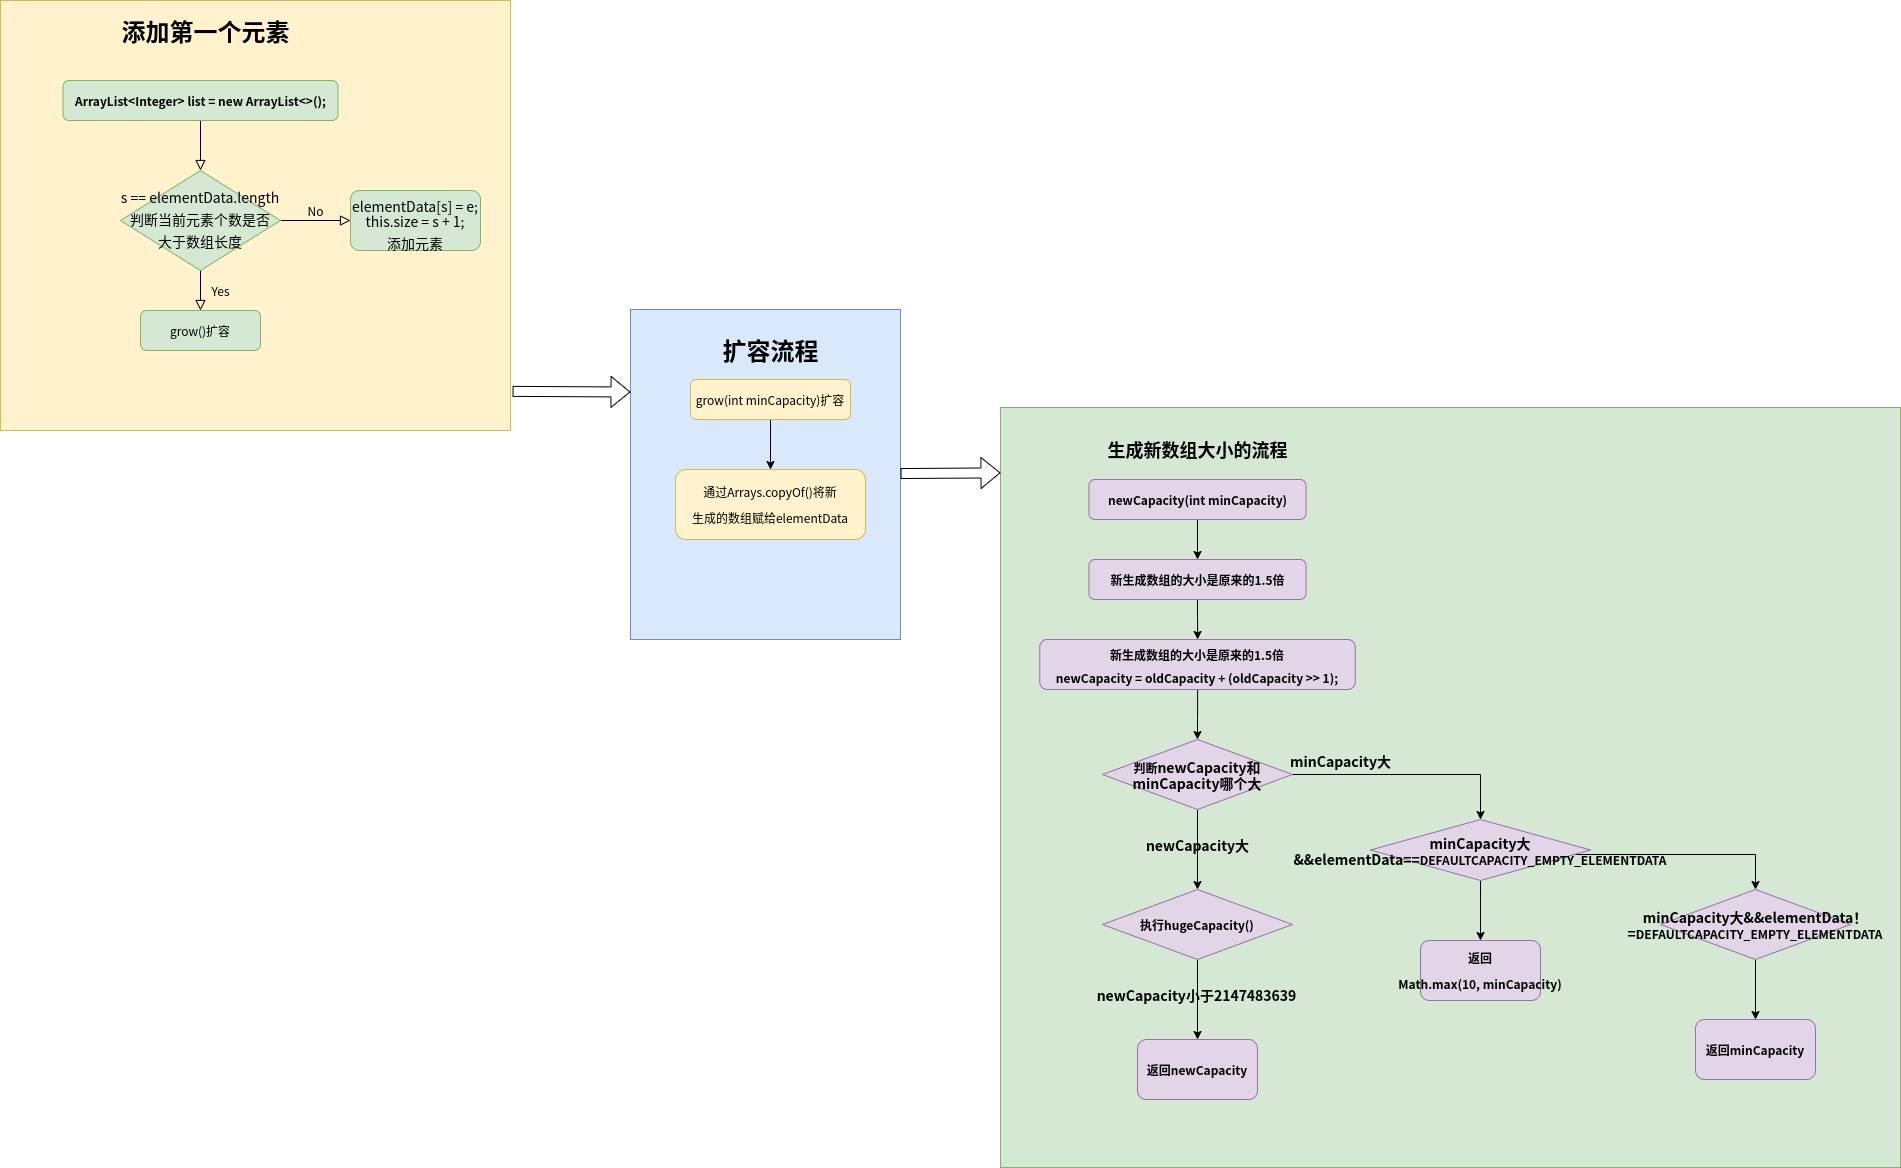 添加第一个元素
ArrayList<Integer> list = new ArrayList<>();
s == elementData.length
判断当前元素个数是否
大于数组长度
No
elementData[s] = e;
this.size = s + 1;
添加元素
Yes
grow()扩容
扩容流程
grow(int minCapacity)扩容
通过Arrays.copyOf()将新
生成的数组赋给elementData
生成新数组大小的流程
newCapacity(int minCapacity)
新生成数组的大小是原来的1.5倍
新生成数组的大小是原来的1.5倍
newCapacity = oldCapacity + (oldCapacity >> 1);
判断newCapacity和
minCapacity哪个大
minCapacity大
newCapacity大
minCapacity大
&&elementData==DEFAULTCAPACITY_EMPTY_ELEMENTDATA
执行hugeCapacity()
minCapacity大&&elementData！
=DEFAULTCAPACITY_EMPTY_ELEMENTDATA
返回
Math.max(10, minCapacity)
newCapacity小于2147483639
返回newCapacity
返回minCapacity